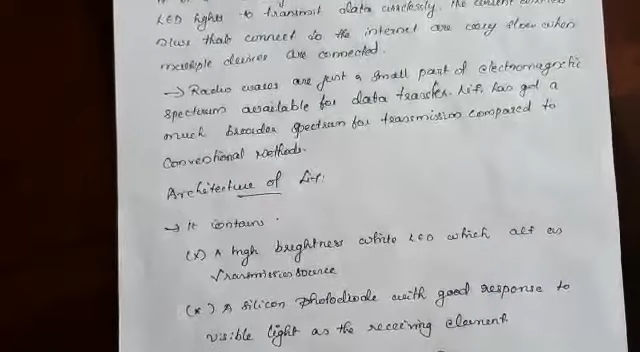 LED lights to transmit data wirelessly. The current
that connect to the internet are very slow when
multiple devices are connected.
→ Radio waves are just a small part of electromagnetic
spectrum available for data transfer. Li-Fi has got a
much broader spectrum for transmission compared to
Conventional Methods.
Architecture of Li-Fi
→ It contains.
(x) A high brightness white LED which act as
Transmission source
(x) A silicon photodiode with good response to
visible light as the receiving element.